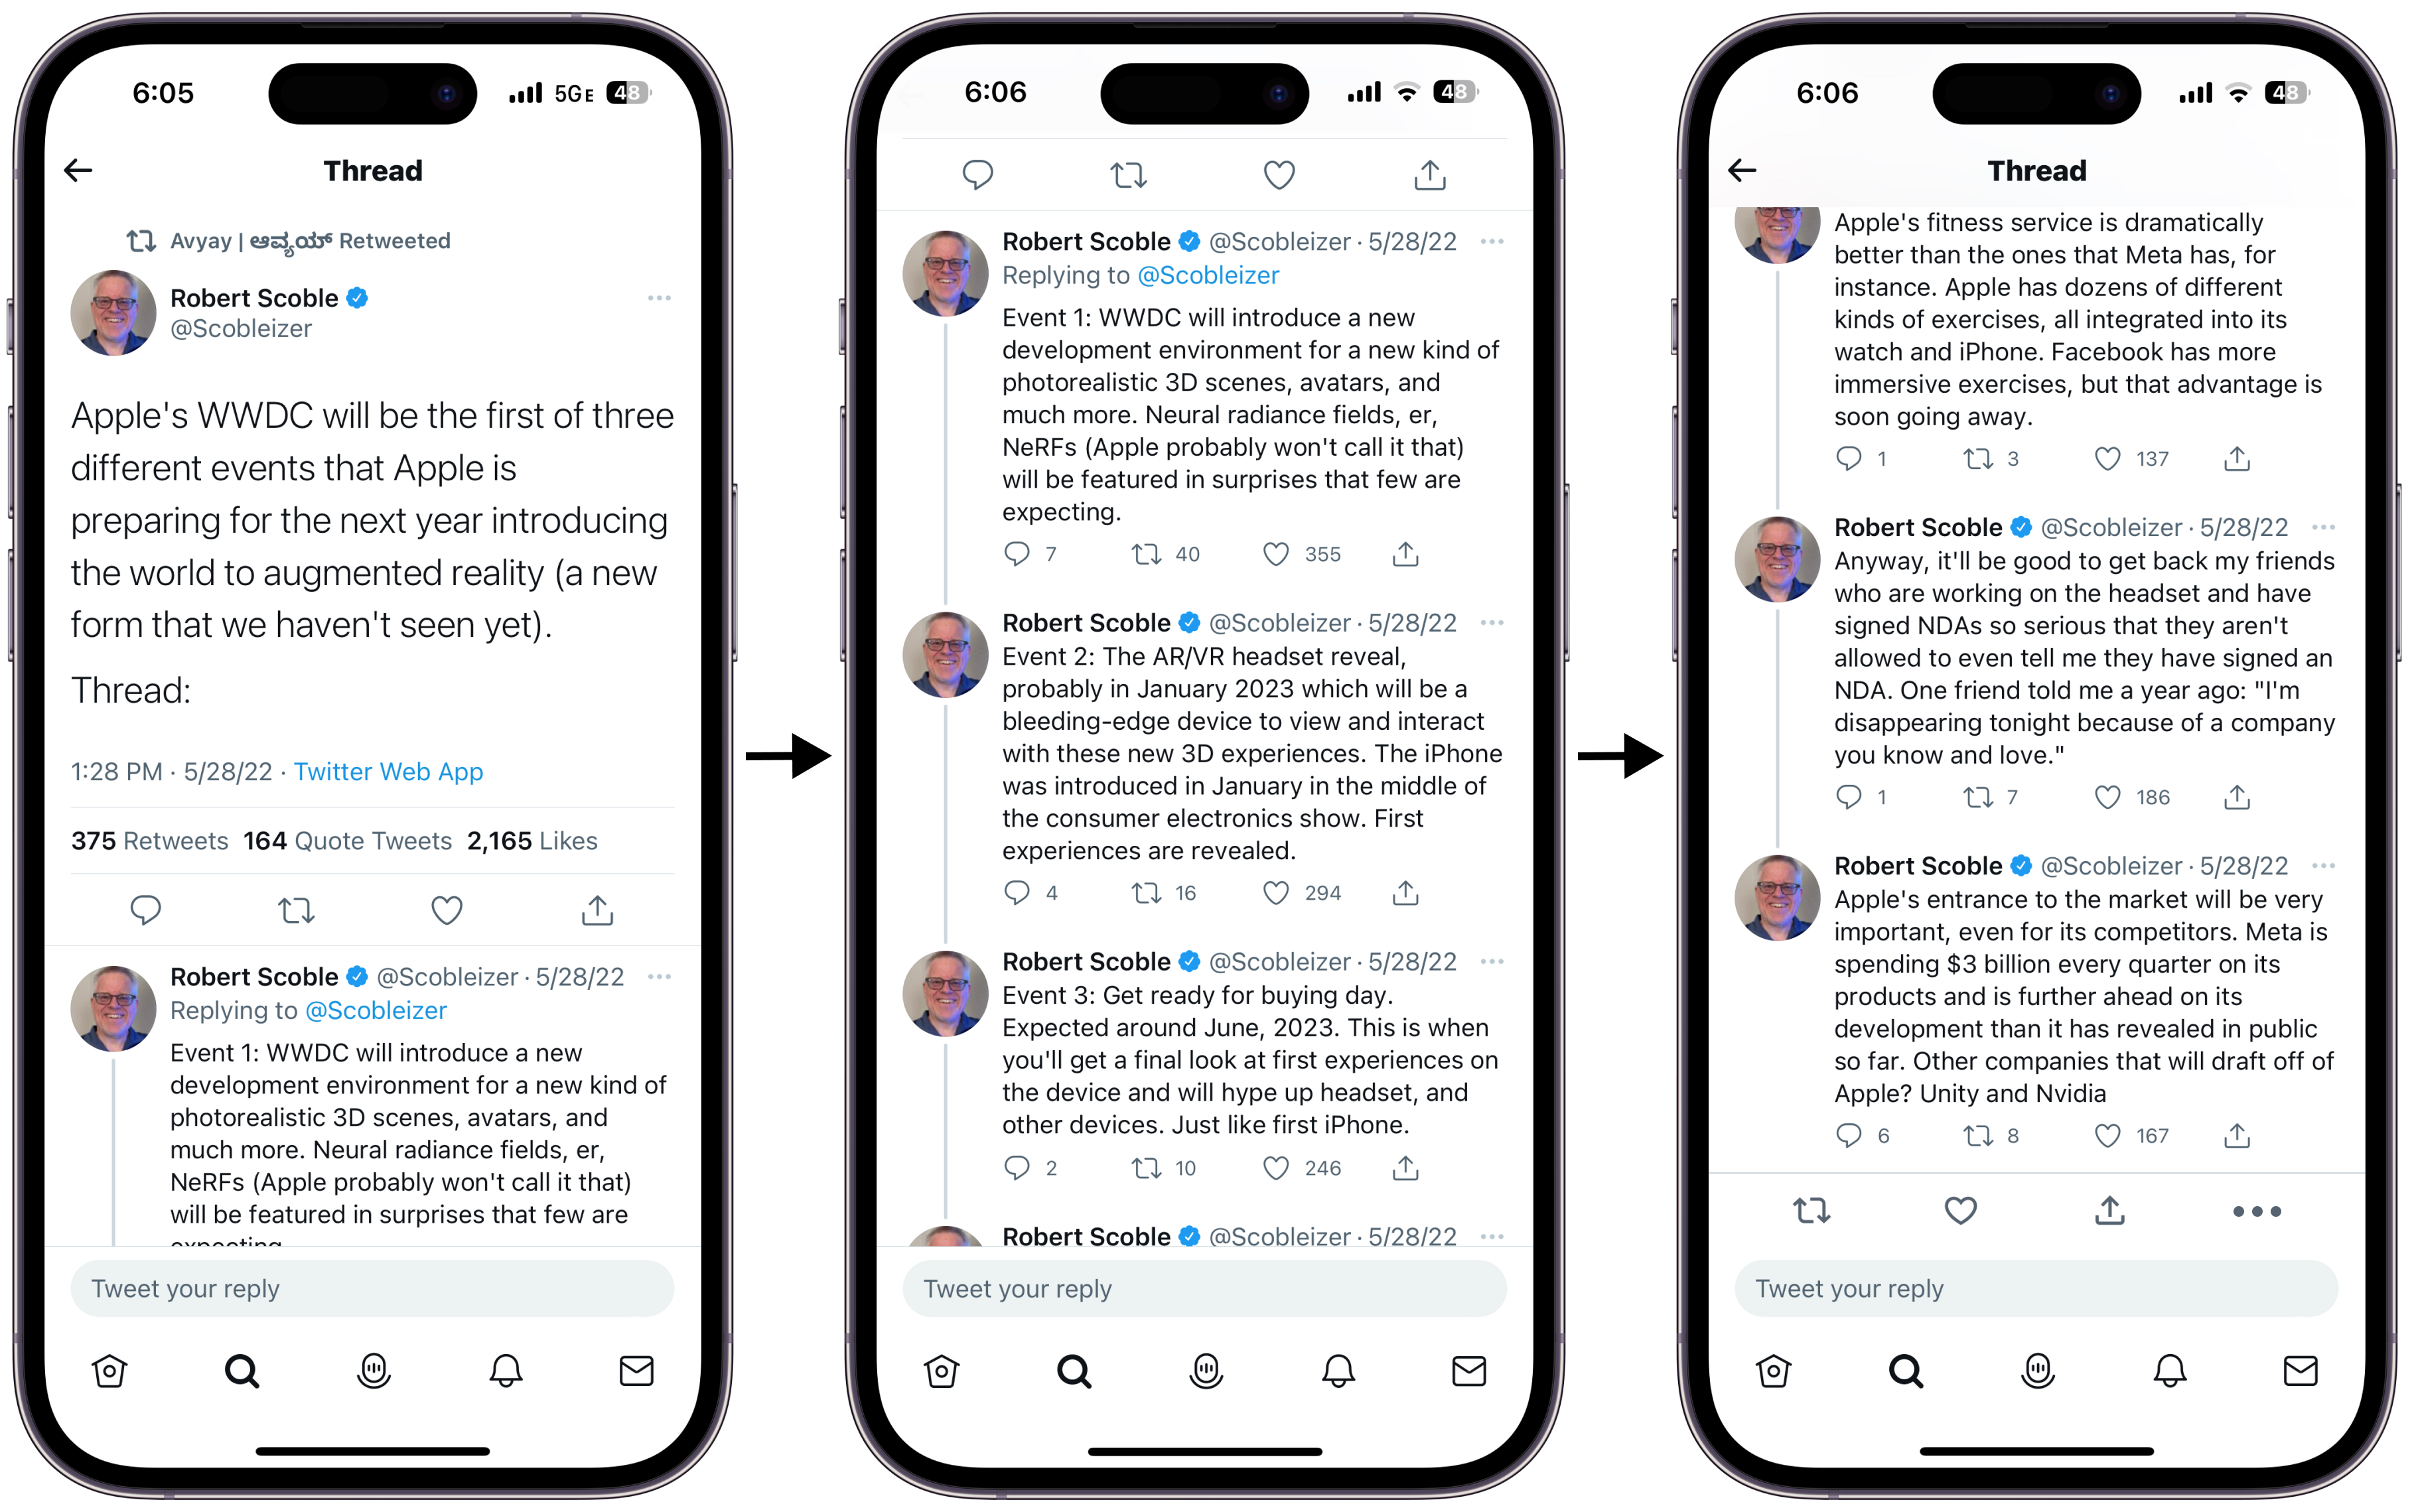 6:05
5GE 48
Thread
Avyay | ಆವ್ಯಯ್ Retweeted
Robert Scoble
@Scobleizer
Apple's WWDC will be the first of three
different events that Apple is
preparing for the next year introducing
the world to augmented reality (a new
form that we haven't seen yet).
Thread:
1:28 PM · 5/28/22 · Twitter Web App
375 Retweets 164 Quote Tweets 2,165 Likes
Robert Scoble @Scobleizer · 5/28/22
Replying to @Scobleizer
Event 1: WWDC will introduce a new
development environment for a new kind of
photorealistic 3D scenes, avatars, and
much more. Neural radiance fields, er,
NeRFs (Apple probably won't call it that)
will be featured in surprises that few are
expecting.
Tweet your reply
6:06
48
Robert Scoble @Scobleizer · 5/28/22
Replying to @Scobleizer
Event 1: WWDC will introduce a new
development environment for a new kind of
photorealistic 3D scenes, avatars, and
much more. Neural radiance fields, er,
NeRFs (Apple probably won't call it that)
will be featured in surprises that few are
expecting.
7 40 355
Robert Scoble @Scobleizer · 5/28/22
Event 2: The AR/VR headset reveal,
probably in January 2023 which will be a
bleeding-edge device to view and interact
with these new 3D experiences. The iPhone
was introduced in January in the middle of
the consumer electronics show. First
experiences are revealed.
4 16 294
Robert Scoble @Scobleizer · 5/28/22
Event 3: Get ready for buying day.
Expected around June, 2023. This is when
you'll get a final look at first experiences on
the device and will hype up headset, and
other devices. Just like first iPhone.
2 10 246
Robert Scoble @Scobleizer · 5/28/22
Tweet your reply
6:06
48
Thread
Apple's fitness service is dramatically
better than the ones that Meta has, for
instance. Apple has dozens of different
kinds of exercises, all integrated into its
watch and iPhone. Facebook has more
immersive exercises, but that advantage is
soon going away.
1 3 137
Robert Scoble @Scobleizer · 5/28/22
Anyway, it'll be good to get back my friends
who are working on the headset and have
signed NDAs so serious that they aren't
allowed to even tell me they have signed an
NDA. One friend told me a year ago: "I'm
disappearing tonight because of a company
you know and love."
1 7 186
Robert Scoble @Scobleizer · 5/28/22
Apple's entrance to the market will be very
important, even for its competitors. Meta is
spending $3 billion every quarter on its
products and is further ahead on its
development than it has revealed in public
so far. Other companies that will draft off of
Apple? Unity and Nvidia
6 8 167
Tweet your reply